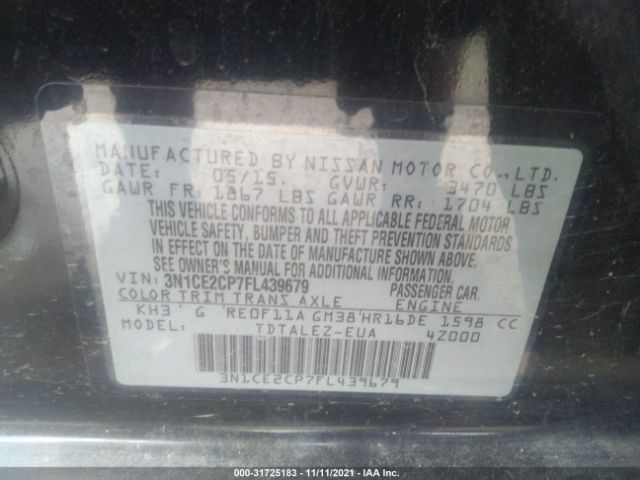 MANUFACTURED BY NISSAN MOTOR CO., LTD.
DATE: 05/15. GVWR: 3470 LBS
GAWR FR: 1867 LBS GAWR RR: 1704 LBS
THIS VEHICLE CONFORMS TO ALL APPLICABLE FEDERAL MOTOR
VEHICLE SAFETY, BUMPER AND THEFT PREVENTION STANDARDS
IN EFFECT ON THE DATE OF MANUFACTURE SHOWN ABOVE.
SEE OWNER'S MANUAL FOR ADDITIONAL INFORMATION.
VIN: 3N1CE2CP7FL439679 PASSENGER CAR.
COLOR TRIM TRANS AXLE ENGINE
KH3 G RE0F11A GM38 HR16DE 1598 CC
MODEL: TDTALEZ-EUA 4Z000
3N1CE2CP7FL439679
000-31725183 - 11/11/2021 - IAA Inc.